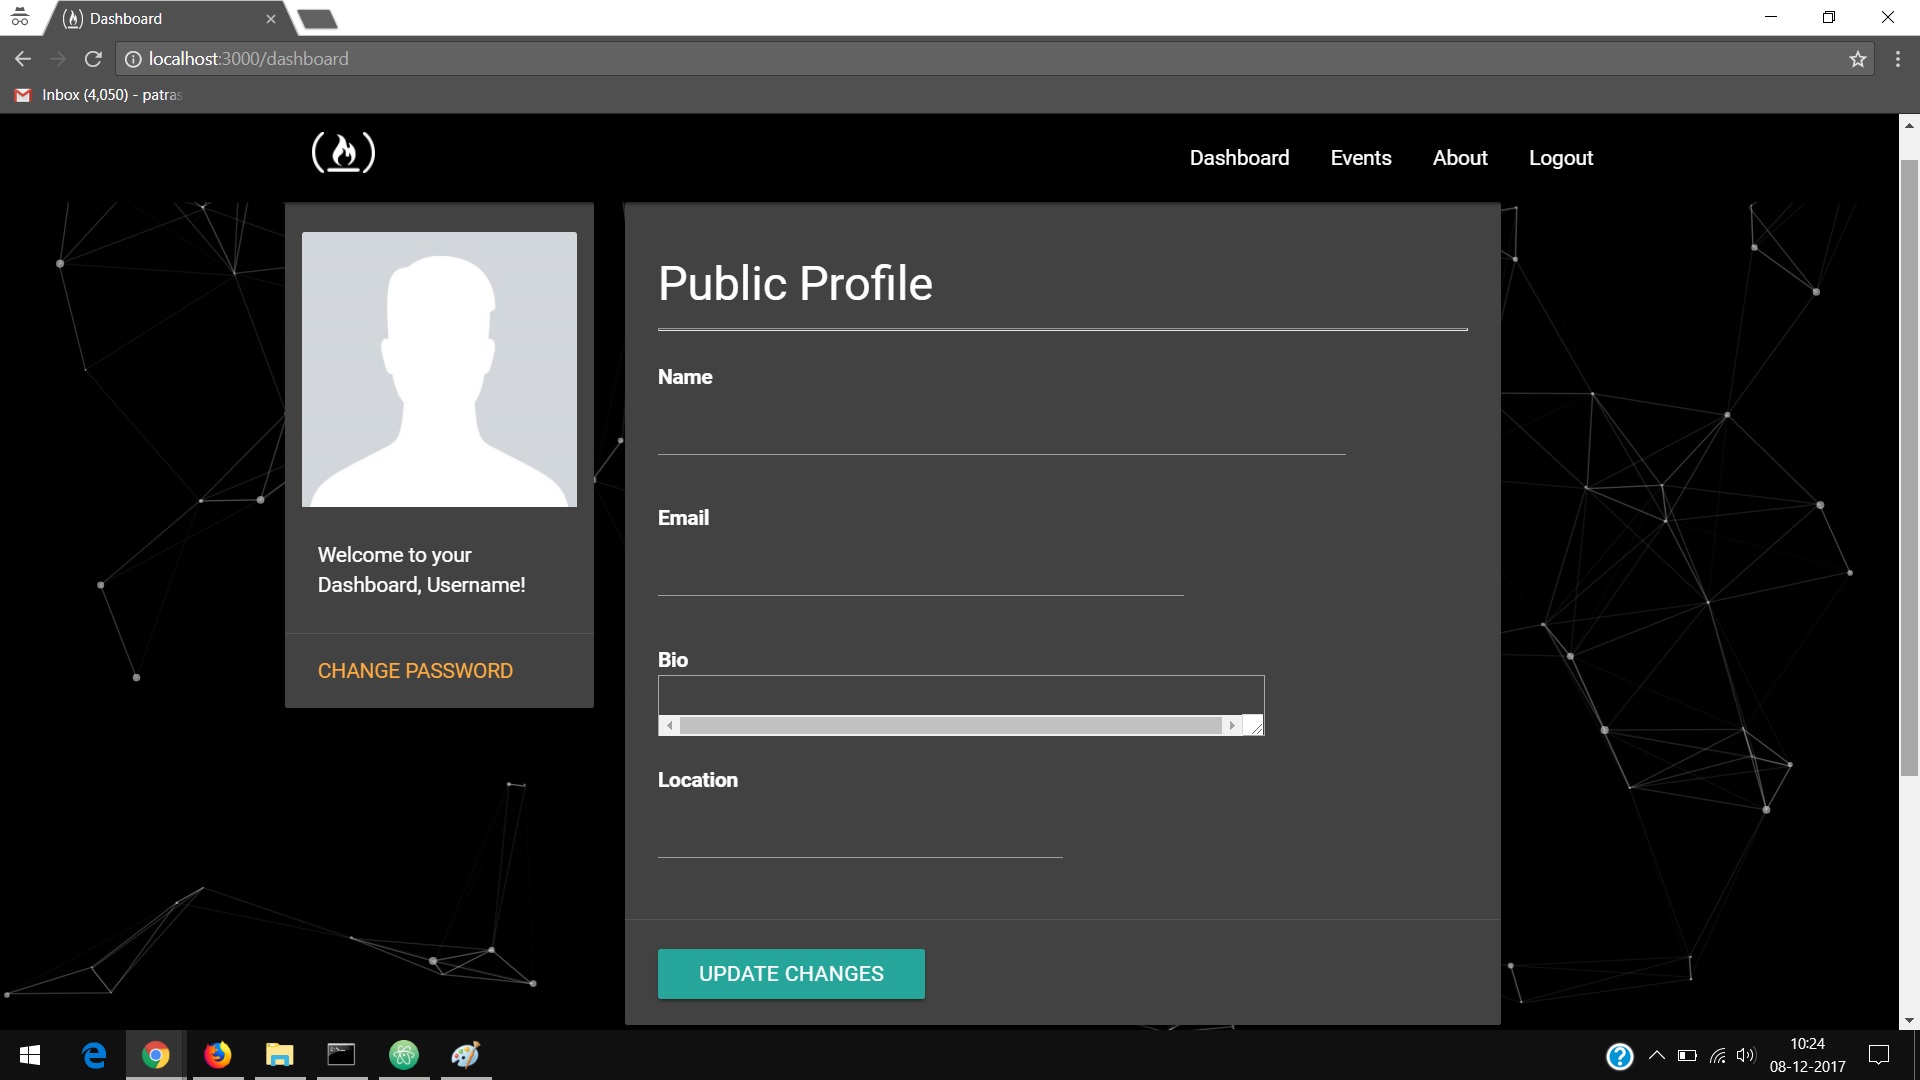 Dashboard
localhost:3000/dashboard
Inbox (4,050) - patras
Dashboard Events About Logout
Welcome to your
Dashboard, Username!
CHANGE PASSWORD
Public Profile
Name
Email
Bio
Location
UPDATE CHANGES
10:24
08-12-2017